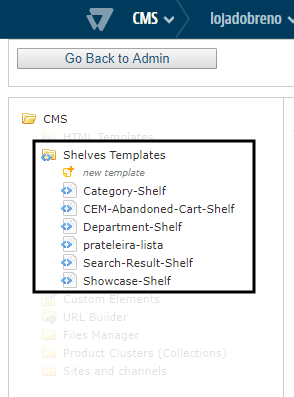 CMS lojadobreno
Go Back to Admin
CMS
HTML Templates
Shelves Templates
new template
Category-Shelf
CEM-Abandoned-Cart-Shelf
Department-Shelf
prateleira-lista
Search-Result-Shelf
Showcase-Shelf
Custom Elements
URL Builder
Files Manager
Product Clusters (Collections)
Sites and channels